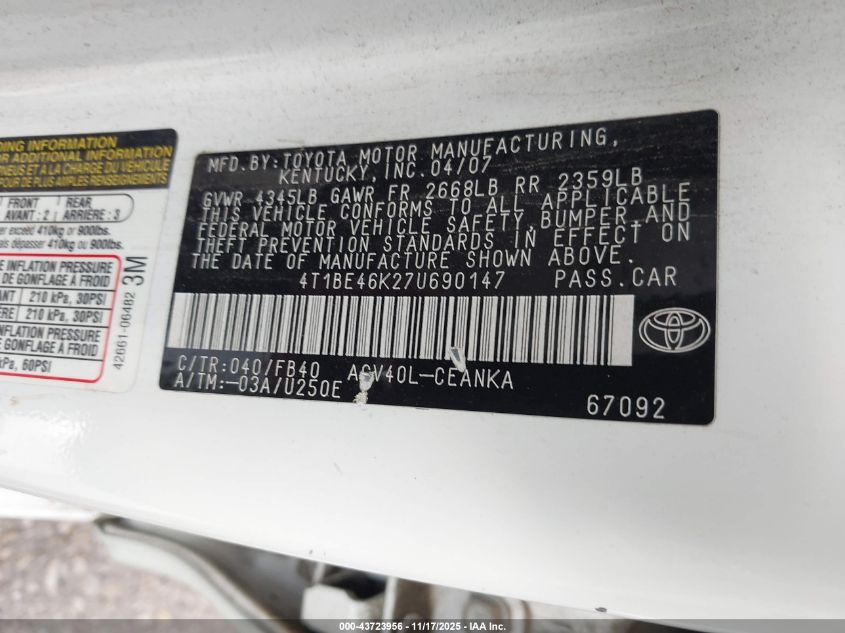 DING INFORMATION
OR ADDITIONAL INFORMATION
PNEUS ET LA CHARGE DU VÉHICULE
R DE PLUS AMPLES RENSEIGNEMENTS
FRONT
AVANT : 2
REAR
ARRIÈRE : 3
exceed 410kg or 900lbs.
dépasser 410kg ou 900lbs.
E INFLATION PRESSURE
DE GONFLAGE À FROID
210 kPa, 30PSI
210 kPa, 30PSI
NFLATION PRESSURE
E GONFLAGE À FROID
kPa, 60PSI
42661-06482 3M
MFD.BY:TOYOTA MOTOR MANUFACTURING,
KENTUCKY, INC.04/07
GVWR 4345LB GAWR FR 2668LB RR 2359LB
THIS VEHICLE CONFORMS TO ALL APPLICABLE
FEDERAL MOTOR VEHICLE SAFETY,BUMPER,AND
THEFT PREVENTION STANDARDS IN EFFECT ON
THE DATE OF MANUFACTURE SHOWN ABOVE.
4T1BE46K27U690147 PASS.CAR
C/TR:040/FB40 ACV40L-CEANKA
A/TM:-03A/U250E
67092
000-43723956 - 11/17/2025 - IAA Inc.